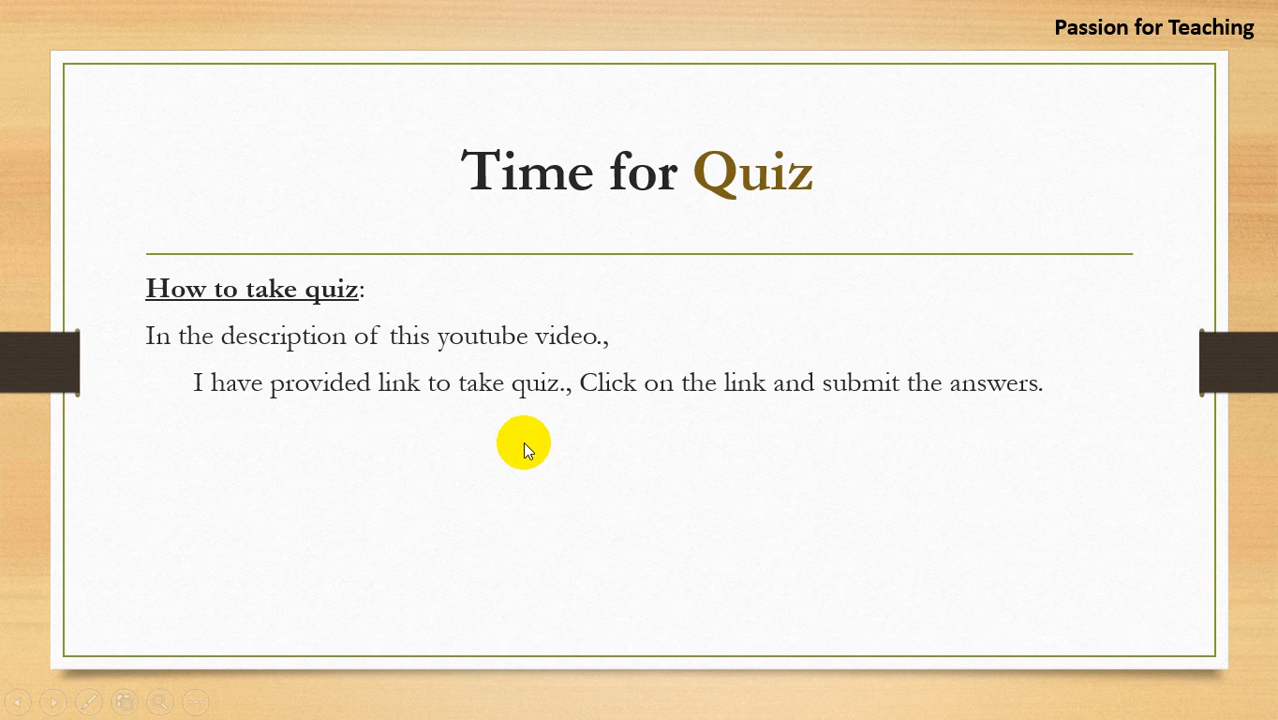 Passion for Teaching
Time for Quiz
How to take quiz:
In the description of this youtube video.,
I have provided link to take quiz., Click on the link and submit the answers.